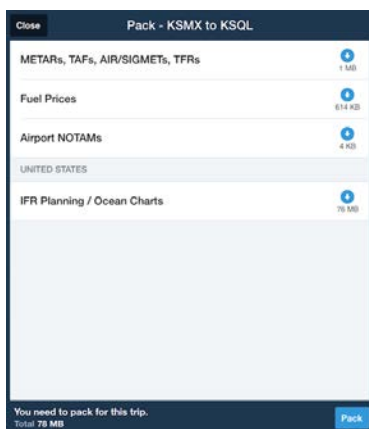 Close
Pack - KSMX to KSQL
METARs, TAFs, AIR/SIGMETs, TFRs
1 MB
Fuel Prices
614 KB
Airport NOTAMs
4 KB
UNITED STATES
IFR Planning / Ocean Charts
76 MB
You need to pack for this trip.
Total 78 MB
Pack